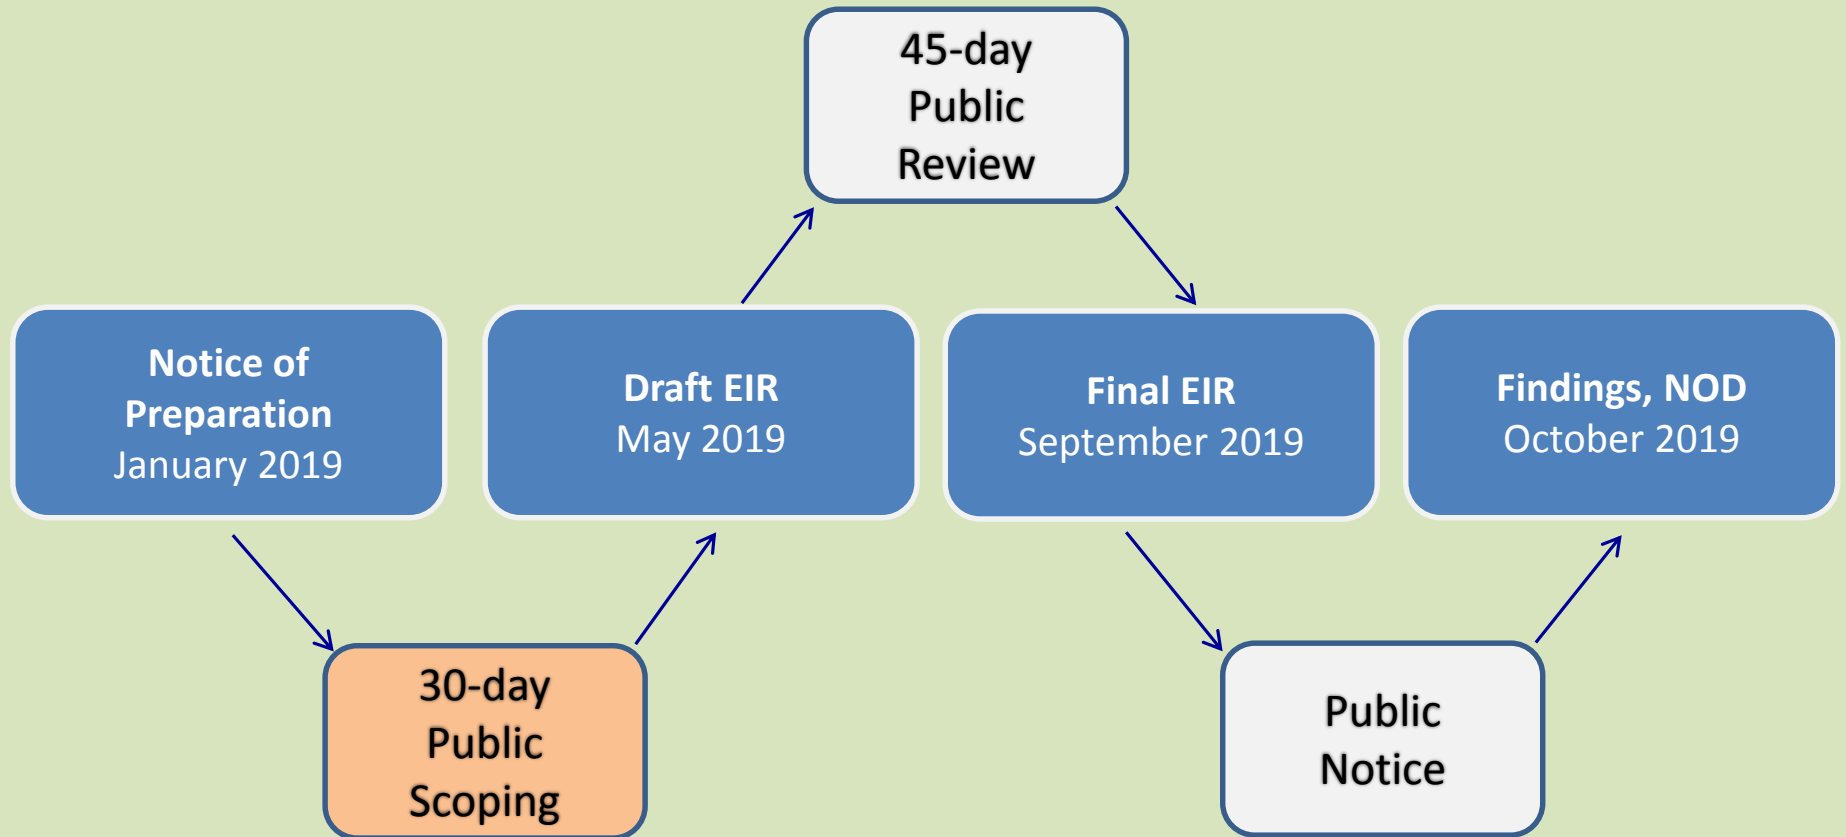 45-day
Public
Review
Notice of
Preparation
January 2019
Draft EIR
May 2019
Final EIR
September 2019
Findings, NOD
October 2019
30-day
Public
Scoping
Public
Notice